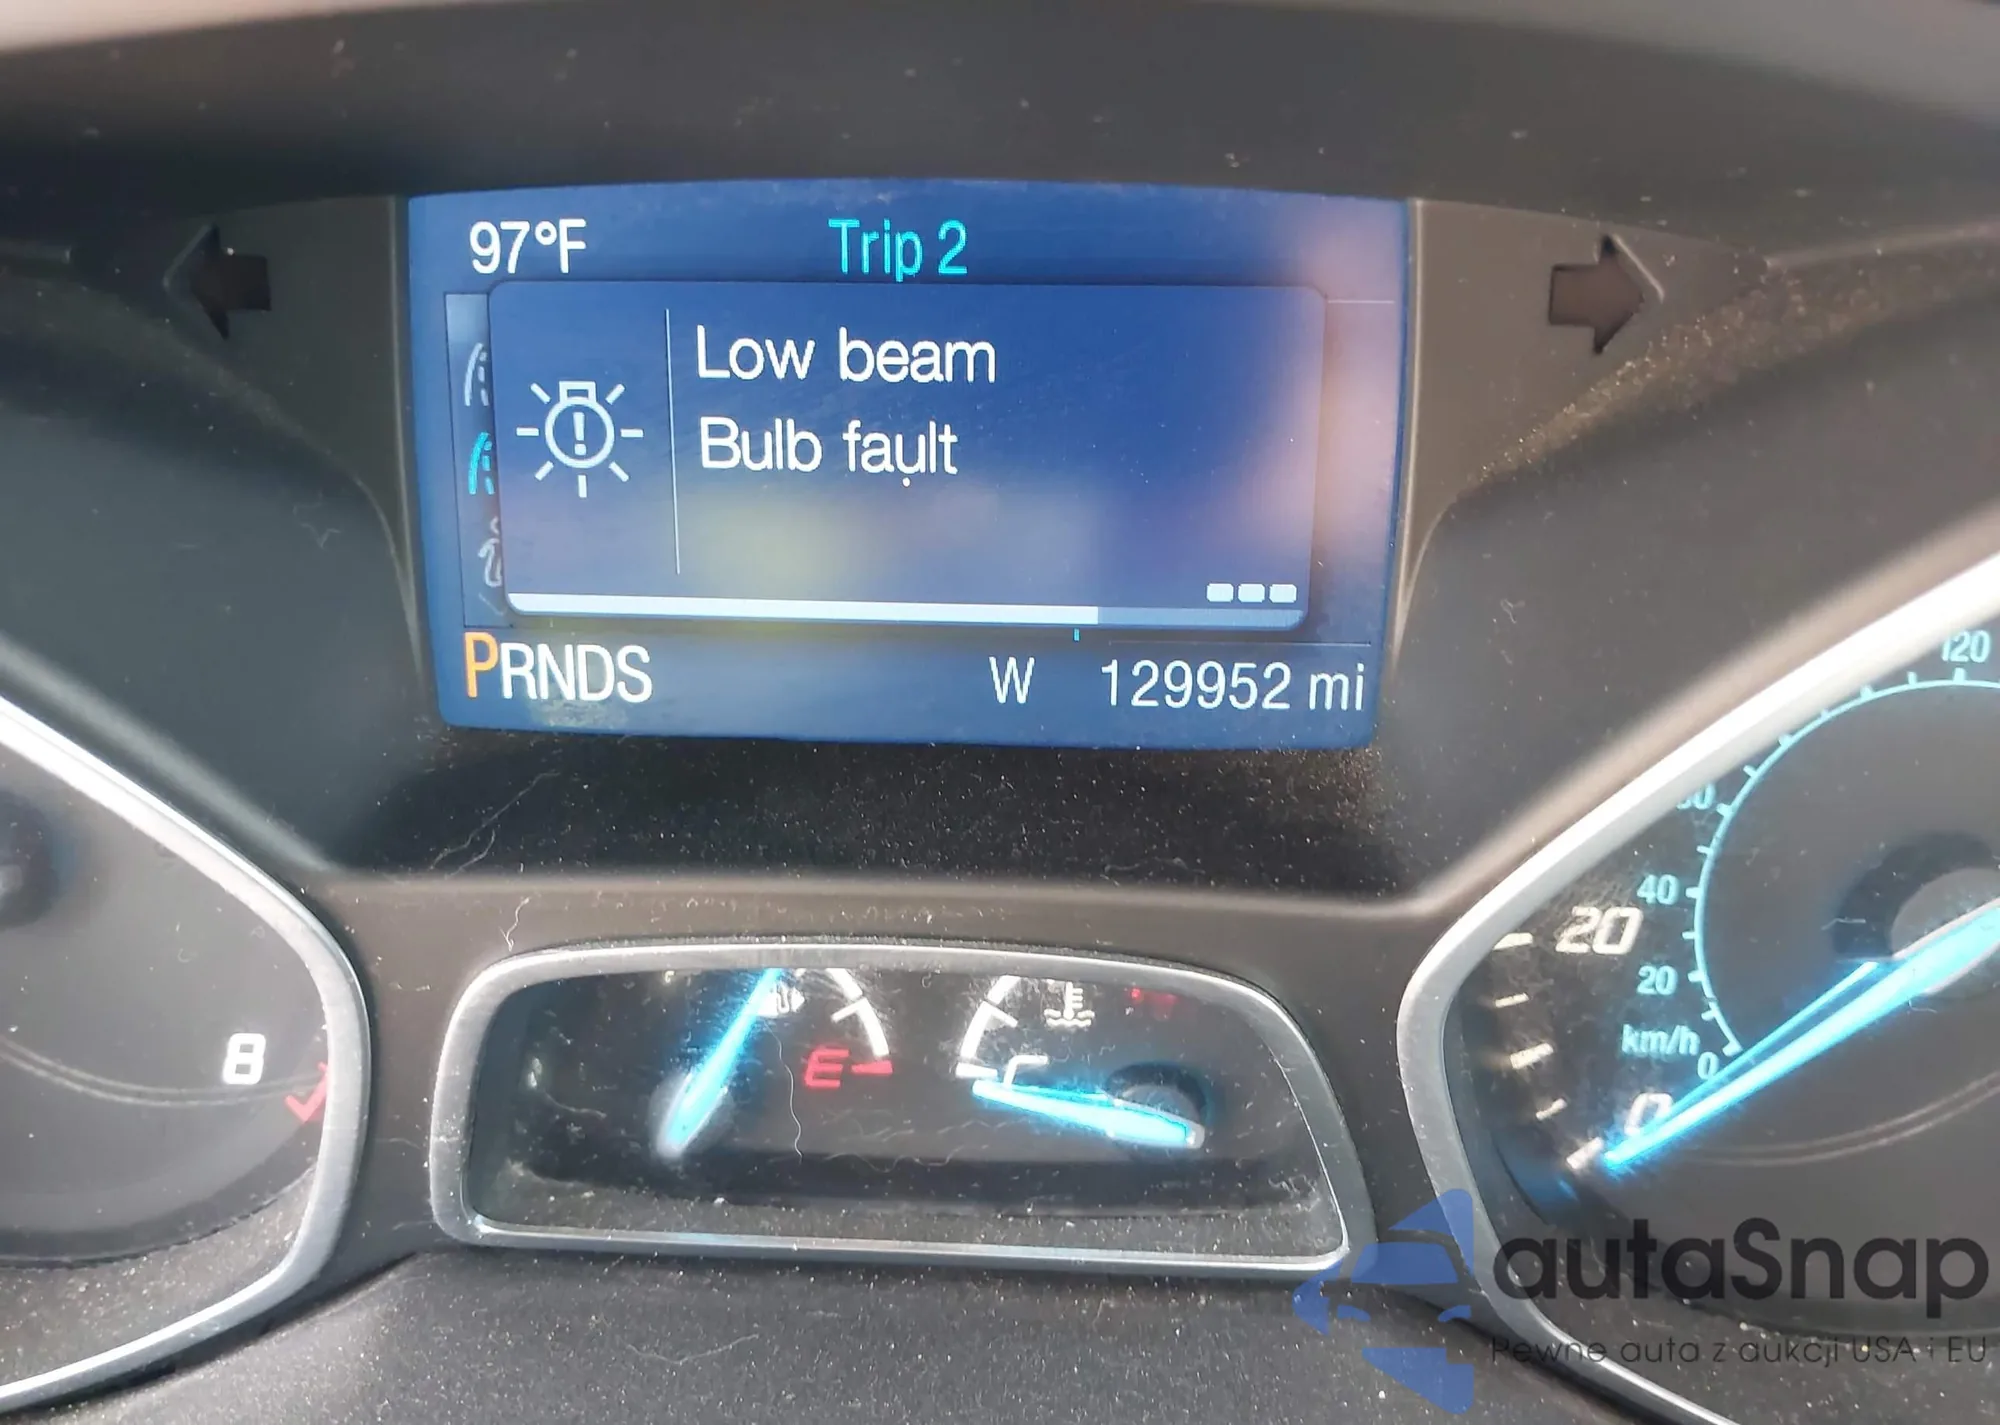 97°F
Trip 2
Low beam
Bulb fault
PRNDS
W 129952 mi
120
40
20
20
km/h
0
0
8
E
C
autaSnap
Pewne auta z aukcji USA i EU